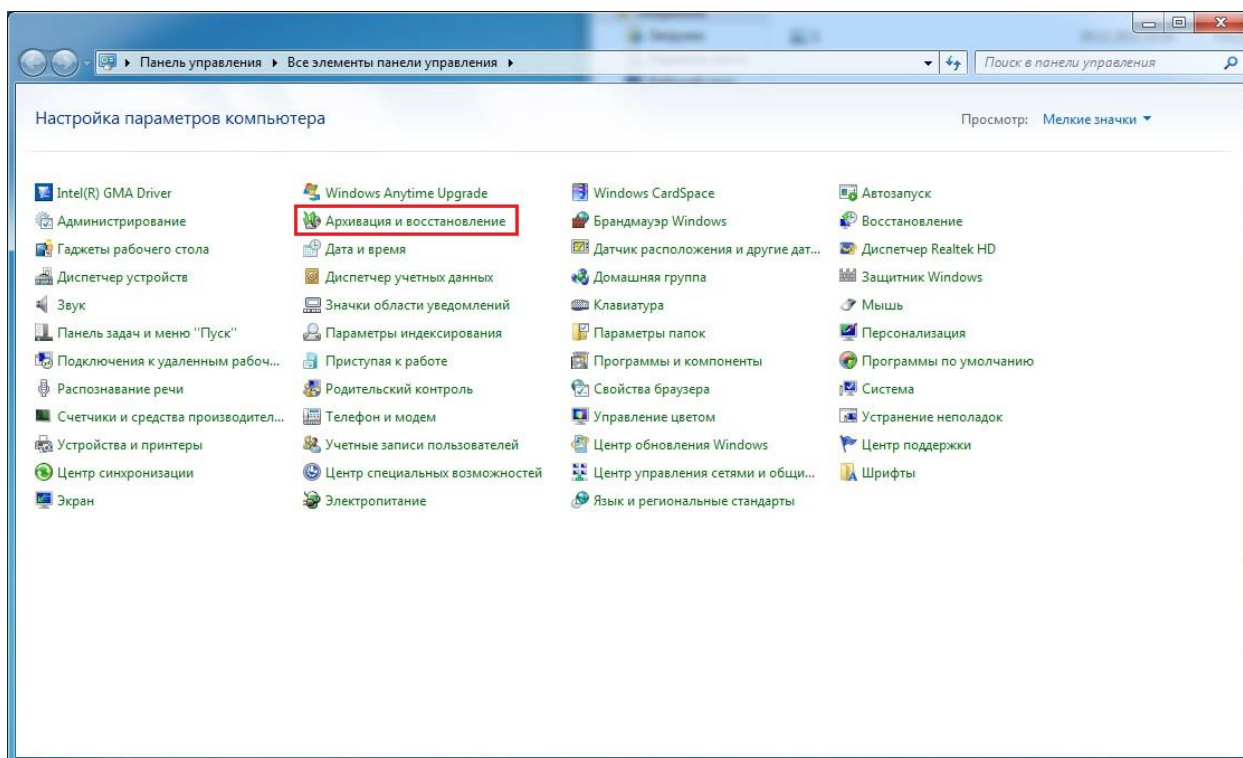 Панель управления Все элементы панели управления Поиск в панели управления
Настройка параметров компьютера Просмотр: Мелкие значки
Intel(R) GMA Driver Windows Anytime Upgrade Windows CardSpace Автозапуск
Администрирование Архивация и восстановление Брандмауэр Windows Восстановление
Гаджеты рабочего стола Дата и время Датчик расположения и другие дат... Диспетчер Realtek HD
Диспетчер устройств Диспетчер учетных данных Домашняя группа Защитник Windows
Звук Значки области уведомлений Клавиатура Мышь
Панель задач и меню "Пуск" Параметры индексирования Параметры папок Персонализация
Подключения к удаленным рабоч... Приступая к работе Программы и компоненты Программы по умолчанию
Распознавание речи Родительский контроль Свойства браузера Система
Счетчики и средства производител... Телефон и модем Управление цветом Устранение неполадок
Устройства и принтеры Учетные записи пользователей Центр обновления Windows Центр поддержки
Центр синхронизации Центр специальных возможностей Центр управления сетями и общи... Шрифты
Экран Электропитание Язык и региональные стандарты